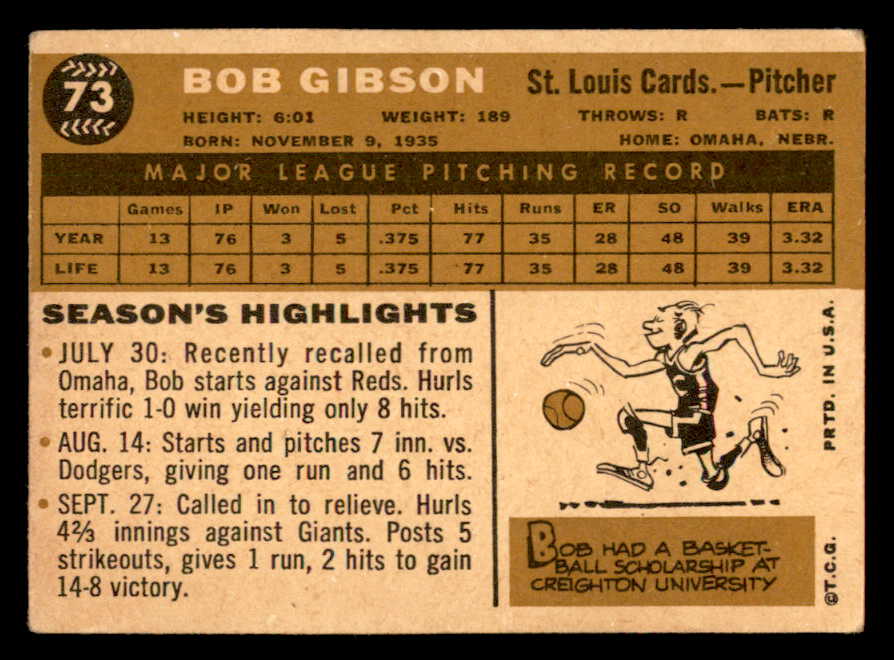 73
BOB GIBSON
St. Louis Cards.—Pitcher
HEIGHT: 6:01 WEIGHT: 189 THROWS: R BATS: R
BORN: NOVEMBER 9, 1935 HOME: OMAHA, NEBR.
MAJOR LEAGUE PITCHING RECORD
Games IP Won Lost Pct Hits Runs ER SO Walks ERA
YEAR 13 76 3 5 .375 77 35 28 48 39 3.32
LIFE 13 76 3 5 .375 77 35 28 48 39 3.32
SEASON'S HIGHLIGHTS
• JULY 30: Recently recalled from
Omaha, Bob starts against Reds. Hurls
terrific 1-0 win yielding only 8 hits.
• AUG. 14: Starts and pitches 7 inn. vs.
Dodgers, giving one run and 6 hits.
• SEPT. 27: Called in to relieve. Hurls
4⅔ innings against Giants. Posts 5
strikeouts, gives 1 run, 2 hits to gain
14-8 victory.
BOB HAD A BASKET-
BALL SCHOLARSHIP AT
CREIGHTON UNIVERSITY
PRTD. IN U.S.A.
©T.C.G.